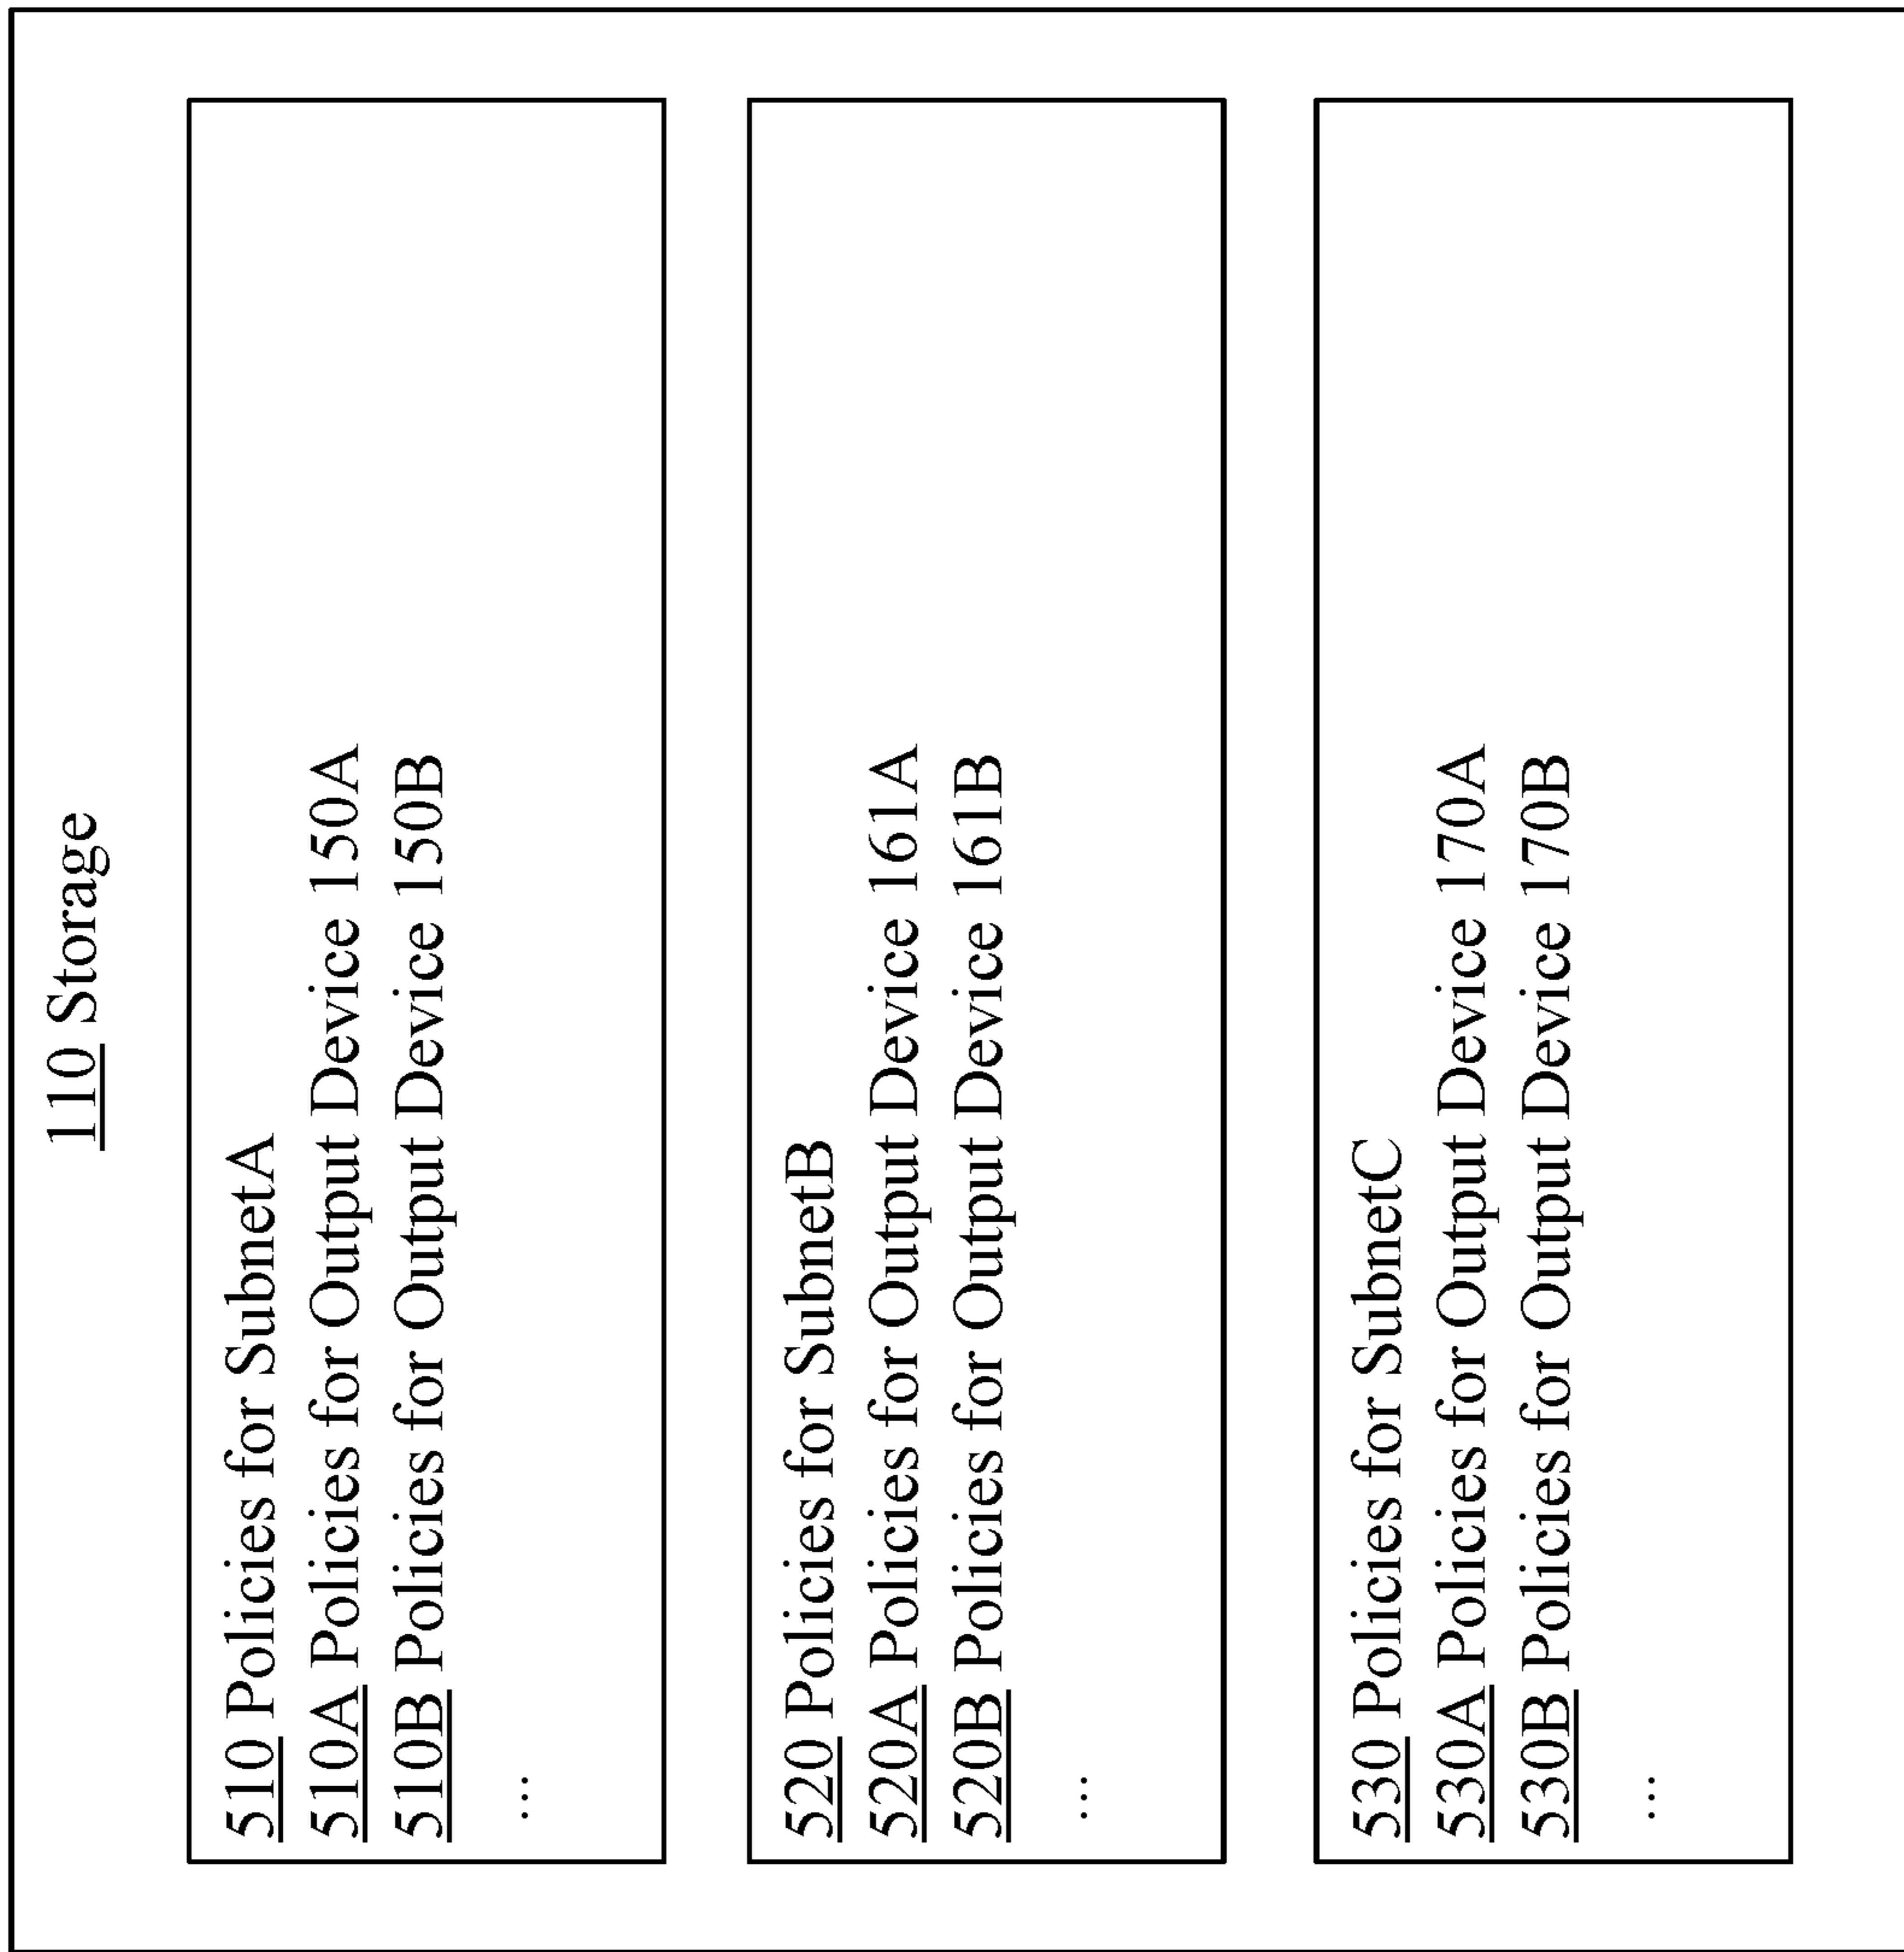 110 Storage
510 Policies for SubnetA
510A Policies for Output Device 150A
510B Policies for Output Device 150B
...
520 Policies for SubnetB
520A Policies for Output Device 161A
520B Policies for Output Device 161B
...
530 Policies for SubnetC
530A Policies for Output Device 170A
530B Policies for Output Device 170B
...